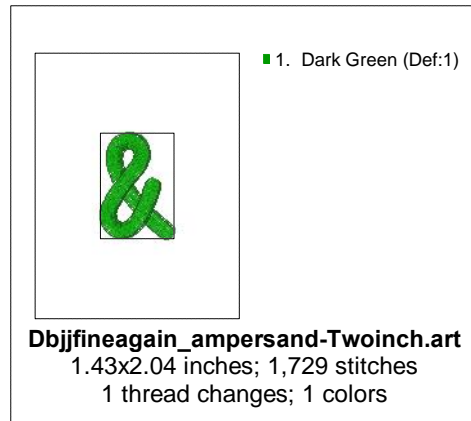 1. Dark Green (Def:1)
&
Dbjjfineagain_ampersand-Twoinch.art
1.43x2.04 inches; 1,729 stitches
1 thread changes; 1 colors